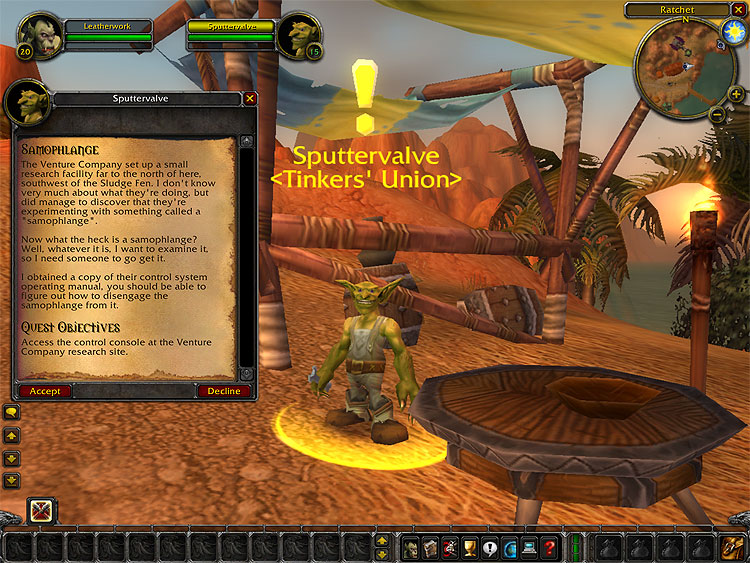 Leatherwork
20
Sputtervalve
15
Ratchet
N
Sputtervalve
Sputtervalve
<Tinkers' Union>
Samophlange
The Venture Company set up a small
research facility far to the north of here,
southwest of the Sludge Fen. I don't know
very much about what they're doing, but
did manage to discover that they're
experimenting with something called a
"samophlange".
Now what the heck is a samophlange?
Well, whatever it is, I want to examine it,
so I need someone to go get it.
I obtained a copy of their control system
operating manual, you should be able to
figure out how to disengage the
samophlange from it.
Quest Objectives
Access the control console at the Venture
Company research site.
Accept
Decline